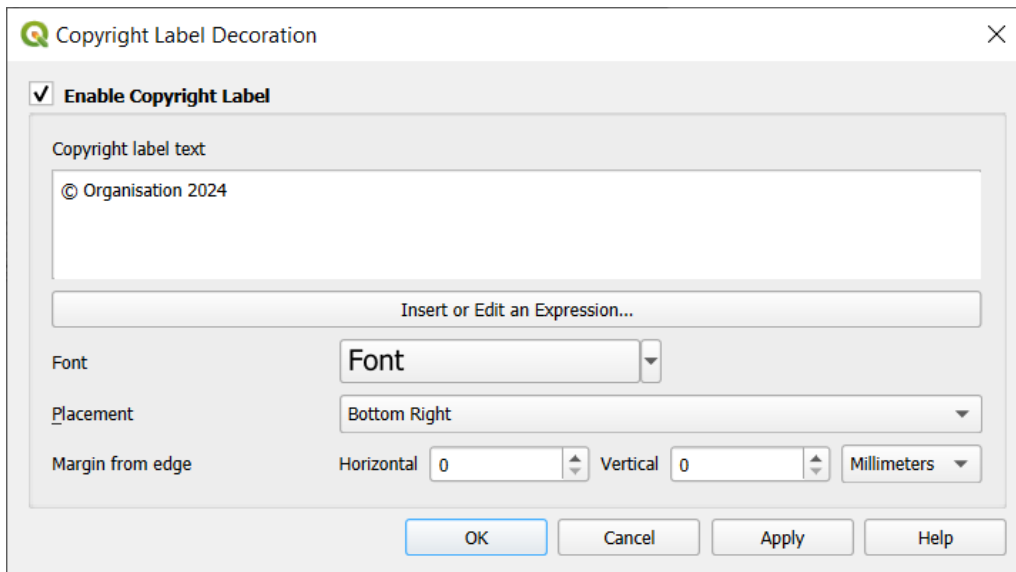 Copyright Label Decoration
Enable Copyright Label
Copyright label text
© Organisation 2024
Insert or Edit an Expression...
Font Font
Placement Bottom Right
Margin from edge Horizontal 0 Vertical 0 Millimeters
OK Cancel Apply Help